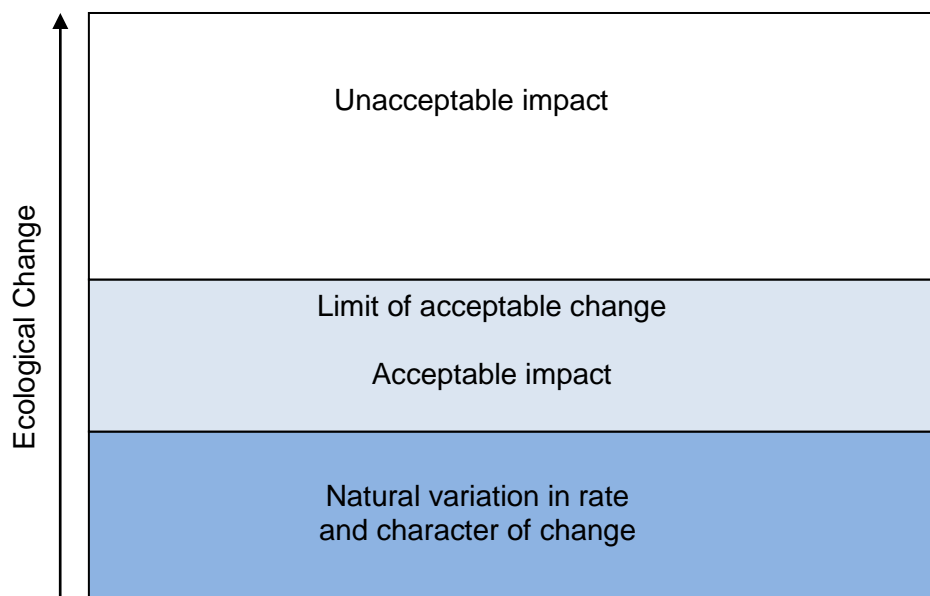 Ecological Change
Unacceptable impact
Limit of acceptable change
Acceptable impact
Natural variation in rate
and character of change